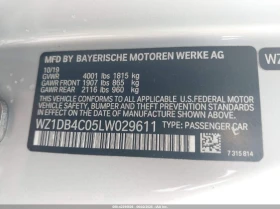 MFD BY BAYERISCHE MOTOREN WERKE AG
10/19
GVWR 4001 lbs 1815 kg
GAWR FRONT 1907 lbs 865 kg
GAWR REAR 2116 lbs 960 kg
THIS VEHICLE CONFORMS TO ALL APPLICABLE
U.S. FEDERAL MOTOR VEHICLE SAFETY,
BUMPER, AND THEFT PREVENTION
STANDARDS IN EFFECT ON THE DATE OF
MANUFACTURE SHOWN ABOVE.
WZ1DB4C05LW029611 TYPE: PASSENGER CAR
7 315 814
WZ